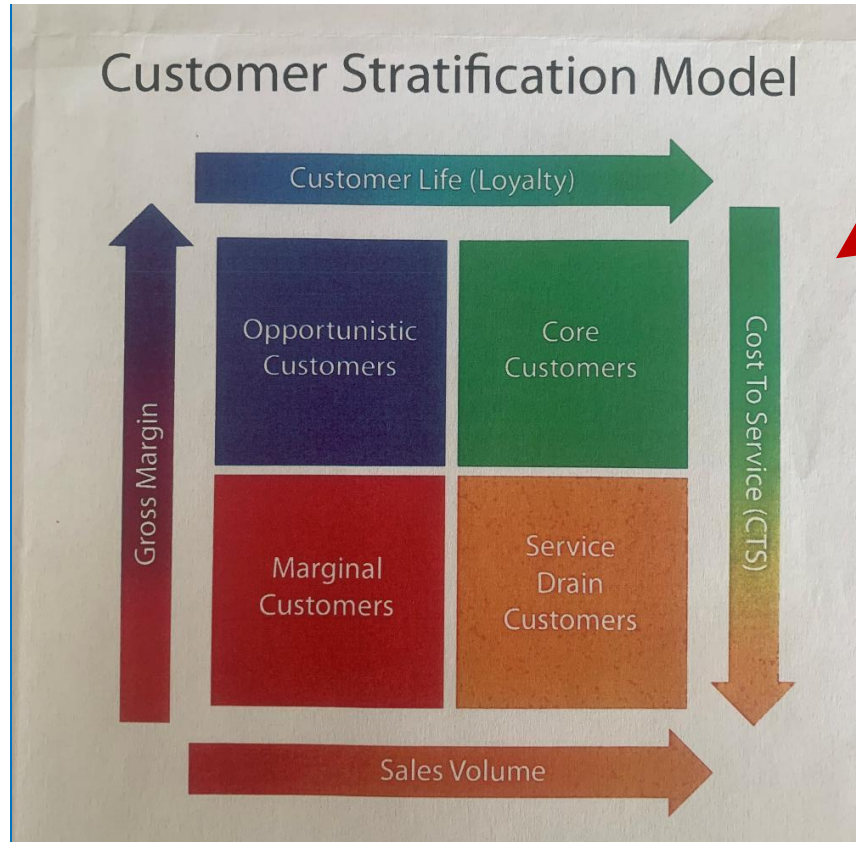 Customer Stratification Model
Customer Life (Loyalty)
Gross Margin
Opportunistic
Customers
Core
Customers
Cost To Service (CTS)
Marginal
Customers
Service
Drain
Customers
Sales Volume